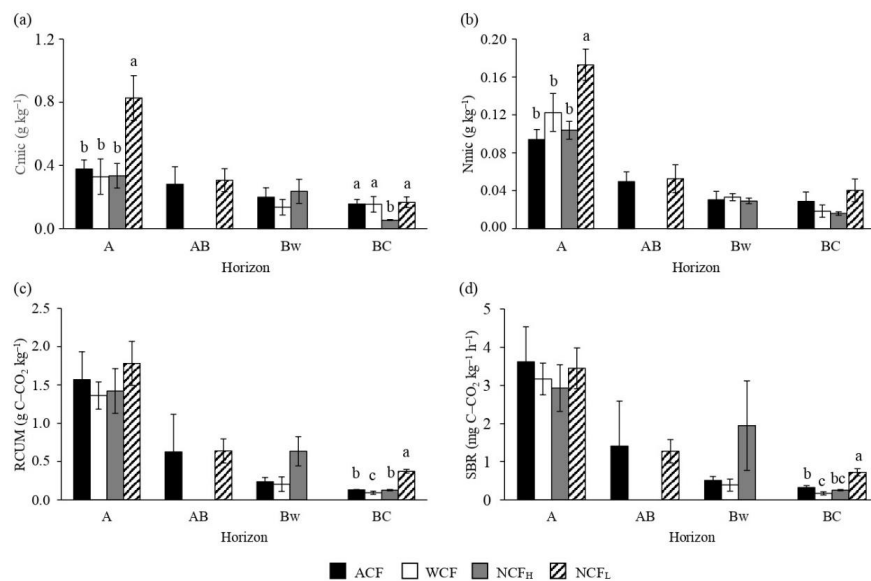 (a)
1.2
0.8
0.4
0.0
Cmic (g kg⁻¹)
b b b a
a a b a
A AB Bw BC
Horizon
(b)
0.20
0.16
0.12
0.08
0.04
0.00
Nmic (g kg⁻¹)
b b b a
A AB Bw BC
Horizon
(c)
2.5
2.0
1.5
1.0
0.5
0.0
RCUM (g C–CO₂ kg⁻¹)
b c b a
A AB Bw BC
Horizon
(d)
5
4
3
2
1
0
SBR (mg C–CO₂ kg⁻¹ h⁻¹)
b c bc a
A AB Bw BC
Horizon
ACF WCF NCF_H NCF_L